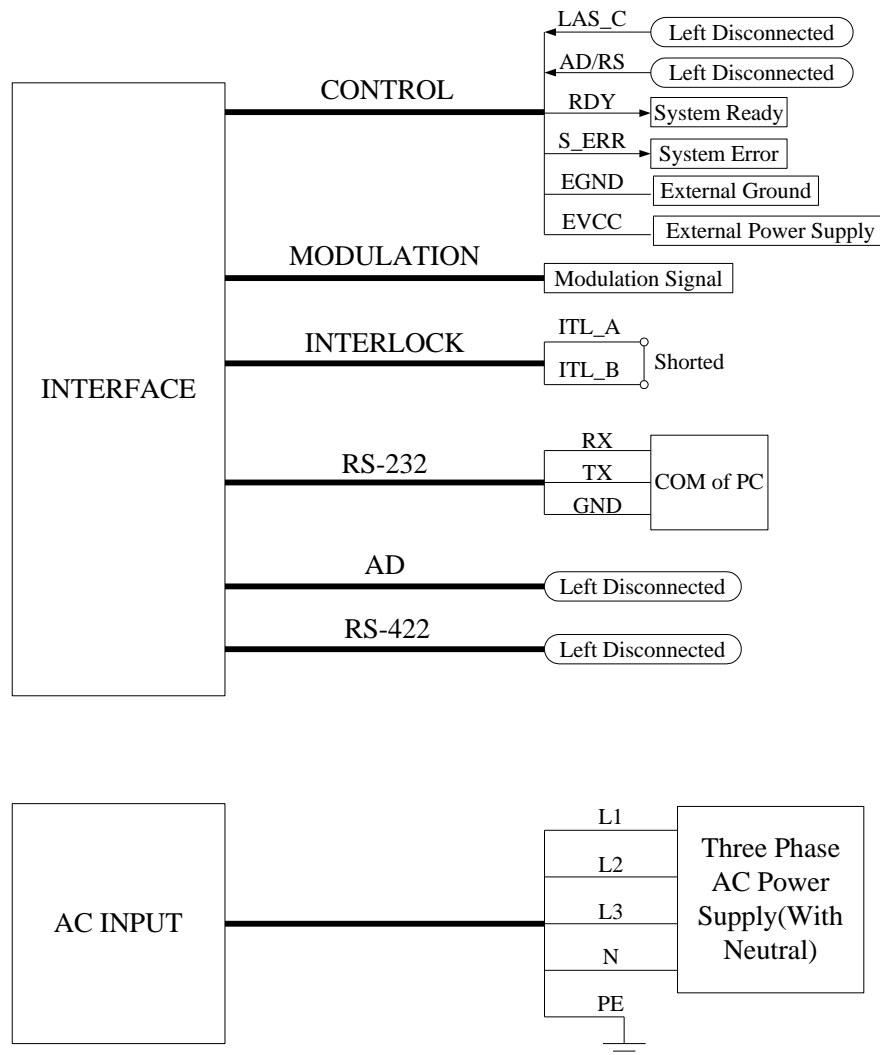 LAS_C
Left Disconnected
AD/RS
Left Disconnected
CONTROL
RDY
System Ready
S_ERR
System Error
EGND
External Ground
EVCC
External Power Supply
MODULATION
Modulation Signal
INTERLOCK
ITL_A
ITL_B
Shorted
INTERFACE
RS-232
RX
TX
GND
COM of PC
AD
Left Disconnected
RS-422
Left Disconnected
AC INPUT
L1
L2
L3
N
PE
Three Phase
AC Power
Supply(With
Neutral)